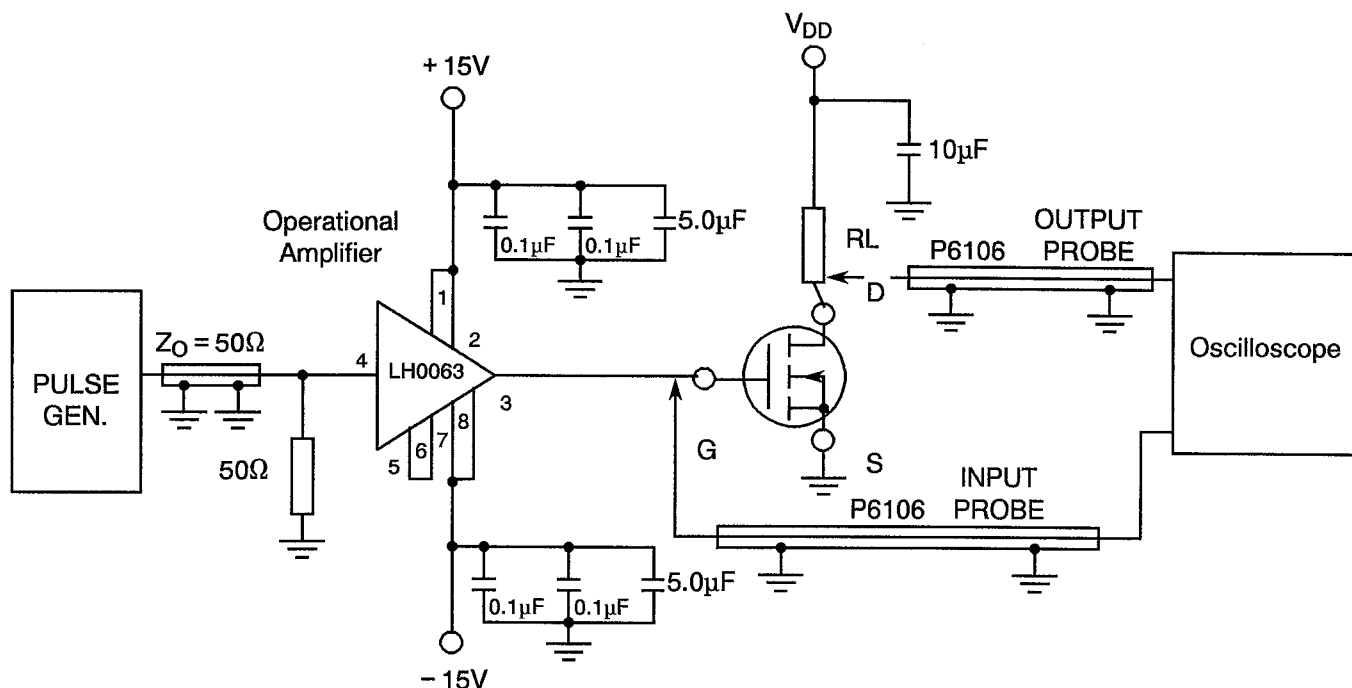 V_DD
+ 15V
10µF
Operational
Amplifier
0.1µF
0.1µF
5.0µF
OUTPUT
PROBE
P6106
RL
D
1
2
PULSE
GEN.
Z_O = 50Ω
4
LH0063
3
Oscilloscope
5
6
7
8
50Ω
G
S
INPUT
PROBE
P6106
0.1µF
0.1µF
5.0µF
− 15V